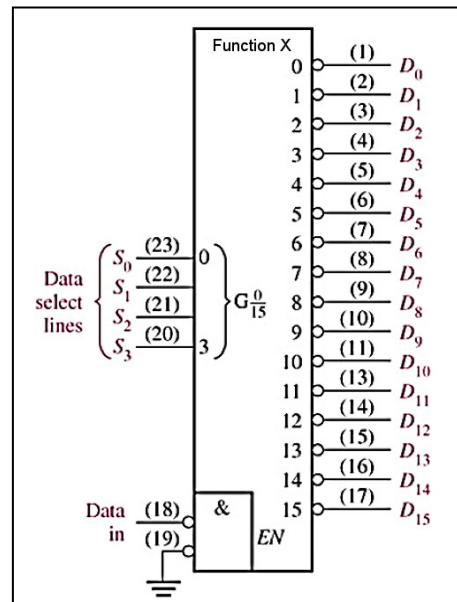 Function X
0 (1) D0
1 (2) D1
2 (3) D2
3 (4) D3
4 (5) D4
5 (6) D5
6 (7) D6
7 (8) D7
8 (9) D8
9 (10) D9
10 (11) D10
11 (13) D11
12 (14) D12
13 (15) D13
14 (16) D14
15 (17) D15
Data
select
lines
S0 (23) 0
S1 (22)
S2 (21)
S3 (20) 3
G 0/15
Data
in
(18)
(19)
&
EN